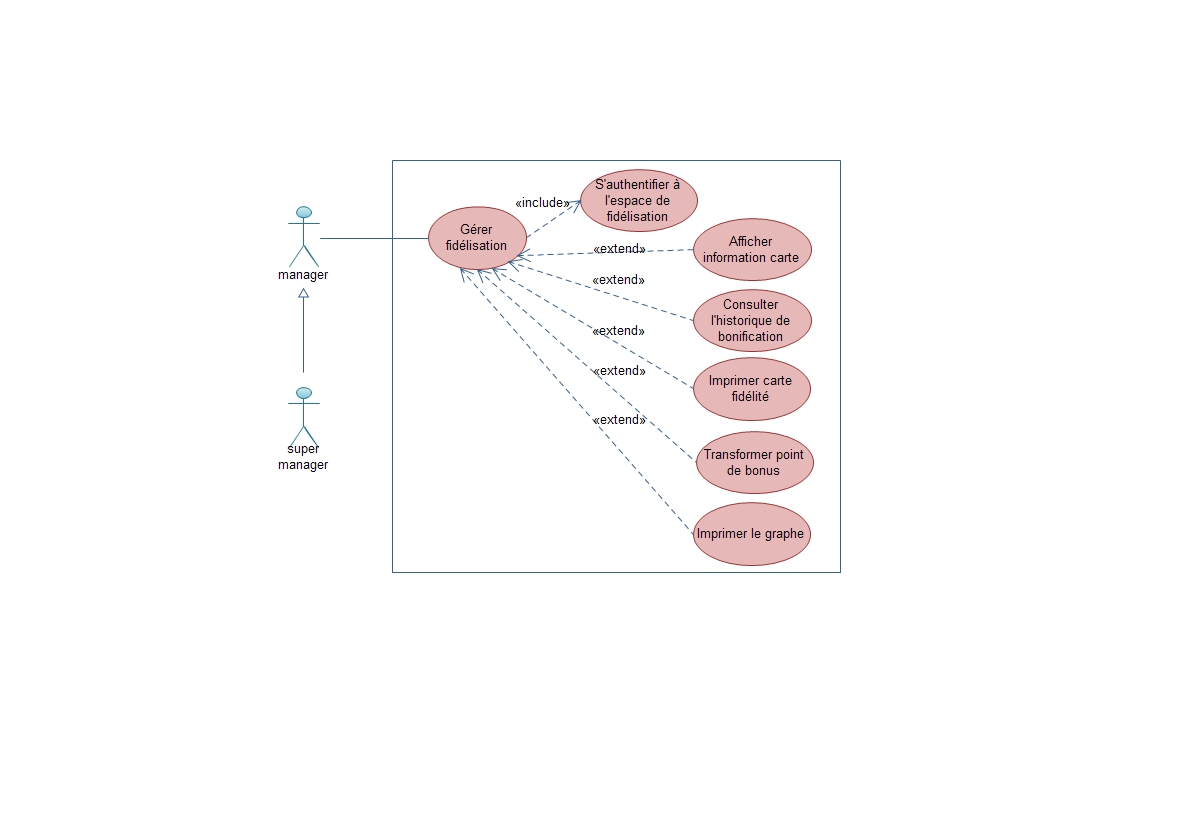 manager
super
manager
Gérer
fidélisation
«include»
S'authentifier à
l'espace de
fidélisation
«extend»
Afficher
information carte
«extend»
Consulter
l'historique de
bonification
«extend»
Imprimer carte
fidélité
«extend»
Transformer point
de bonus
«extend»
Imprimer le graphe